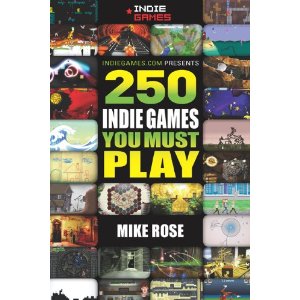 INDIE
GAMES
INDIEGAMES.COM PRESENTS
250
INDIE GAMES
YOU MUST
PLAY
MIKE ROSE